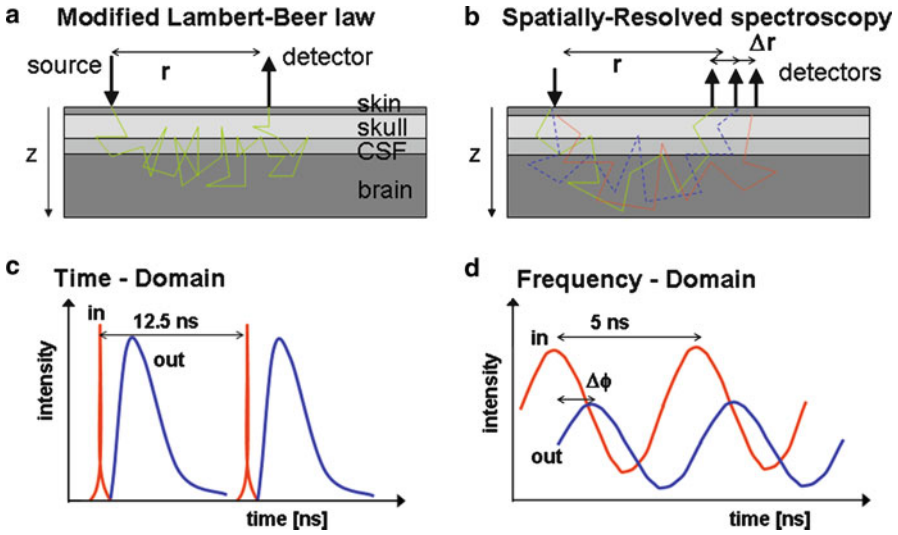 a Modified Lambert-Beer law
source
r
detector
skin
skull
CSF
brain
z
b Spatially-Resolved spectroscopy
r
Δr
detectors
z
c Time - Domain
in
12.5 ns
out
intensity
time [ns]
d Frequency - Domain
in
5 ns
Δϕ
out
intensity
time [ns]